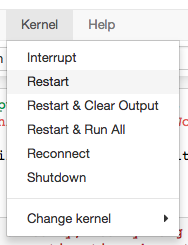 Kernel Help
Interrupt
Restart
Restart & Clear Output
Restart & Run All
Reconnect
Shutdown
Change kernel